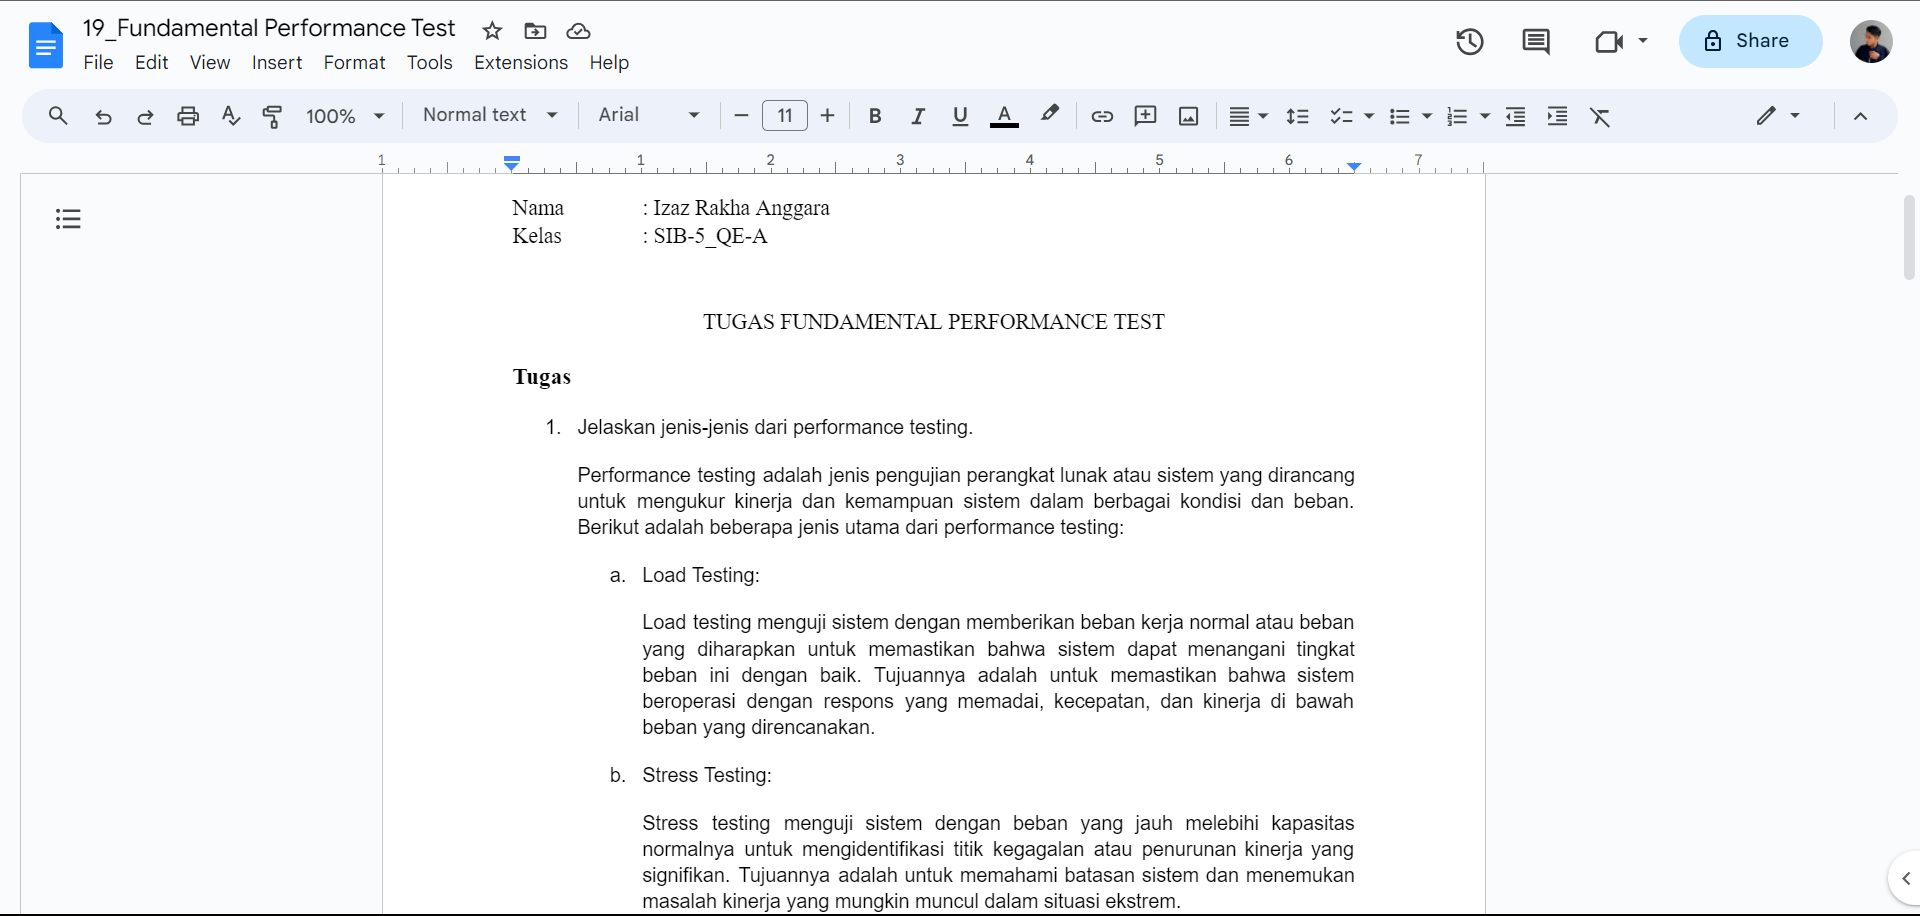 19_Fundamental Performance Test
File Edit View Insert Format Tools Extensions Help
Share
100% Normal text Arial 11
1 1 2 3 4 5 6 7
Nama : Izaz Rakha Anggara
Kelas : SIB-5_QE-A
TUGAS FUNDAMENTAL PERFORMANCE TEST
Tugas
1. Jelaskan jenis-jenis dari performance testing.
Performance testing adalah jenis pengujian perangkat lunak atau sistem yang dirancang
untuk mengukur kinerja dan kemampuan sistem dalam berbagai kondisi dan beban.
Berikut adalah beberapa jenis utama dari performance testing:
a. Load Testing:
Load testing menguji sistem dengan memberikan beban kerja normal atau beban
yang diharapkan untuk memastikan bahwa sistem dapat menangani tingkat
beban ini dengan baik. Tujuannya adalah untuk memastikan bahwa sistem
beroperasi dengan respons yang memadai, kecepatan, dan kinerja di bawah
beban yang direncanakan.
b. Stress Testing:
Stress testing menguji sistem dengan beban yang jauh melebihi kapasitas
normalnya untuk mengidentifikasi titik kegagalan atau penurunan kinerja yang
signifikan. Tujuannya adalah untuk memahami batasan sistem dan menemukan
masalah kinerja yang mungkin muncul dalam situasi ekstrem.